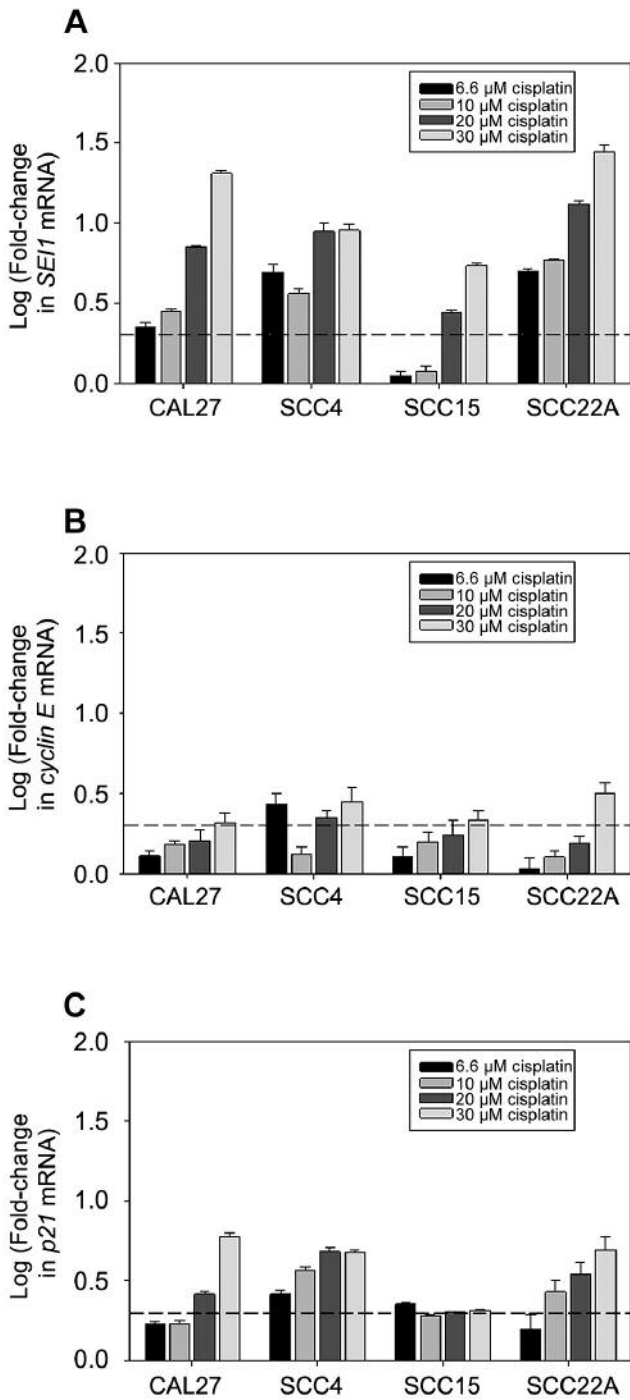 A
Log (Fold-change
in SEI1 mRNA)
2.0
1.5
1.0
0.5
0.0
6.6 µM cisplatin
10 µM cisplatin
20 µM cisplatin
30 µM cisplatin
CAL27 SCC4 SCC15 SCC22A
B
Log (Fold-change
in cyclin E mRNA)
2.0
1.5
1.0
0.5
0.0
6.6 µM cisplatin
10 µM cisplatin
20 µM cisplatin
30 µM cisplatin
CAL27 SCC4 SCC15 SCC22A
C
Log (Fold-change
in p21 mRNA)
2.0
1.5
1.0
0.5
0.0
6.6 µM cisplatin
10 µM cisplatin
20 µM cisplatin
30 µM cisplatin
CAL27 SCC4 SCC15 SCC22A